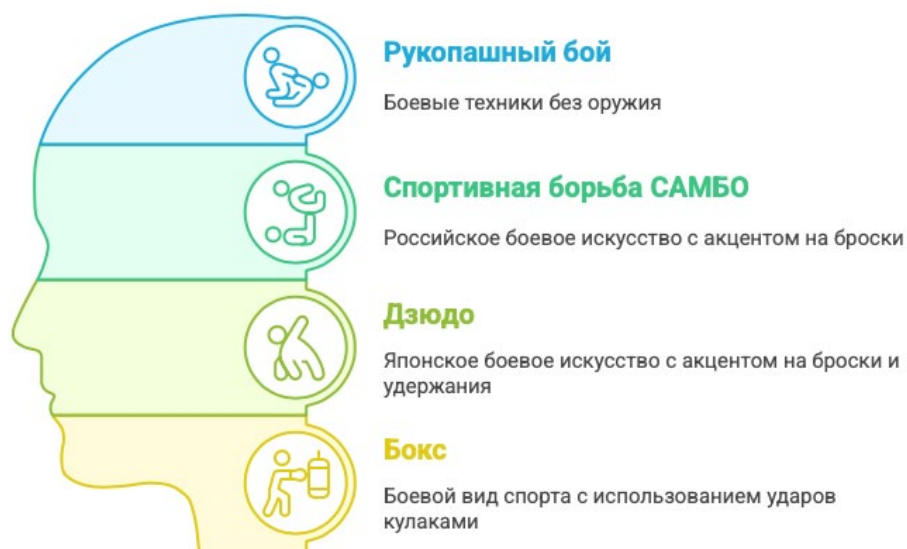 Рукопашный бой
Боевые техники без оружия
Спортивная борьба САМБО
Российское боевое искусство с акцентом на броски
Дзюдо
Японское боевое искусство с акцентом на броски и
удержания
Бокс
Боевой вид спорта с использованием ударов
кулаками